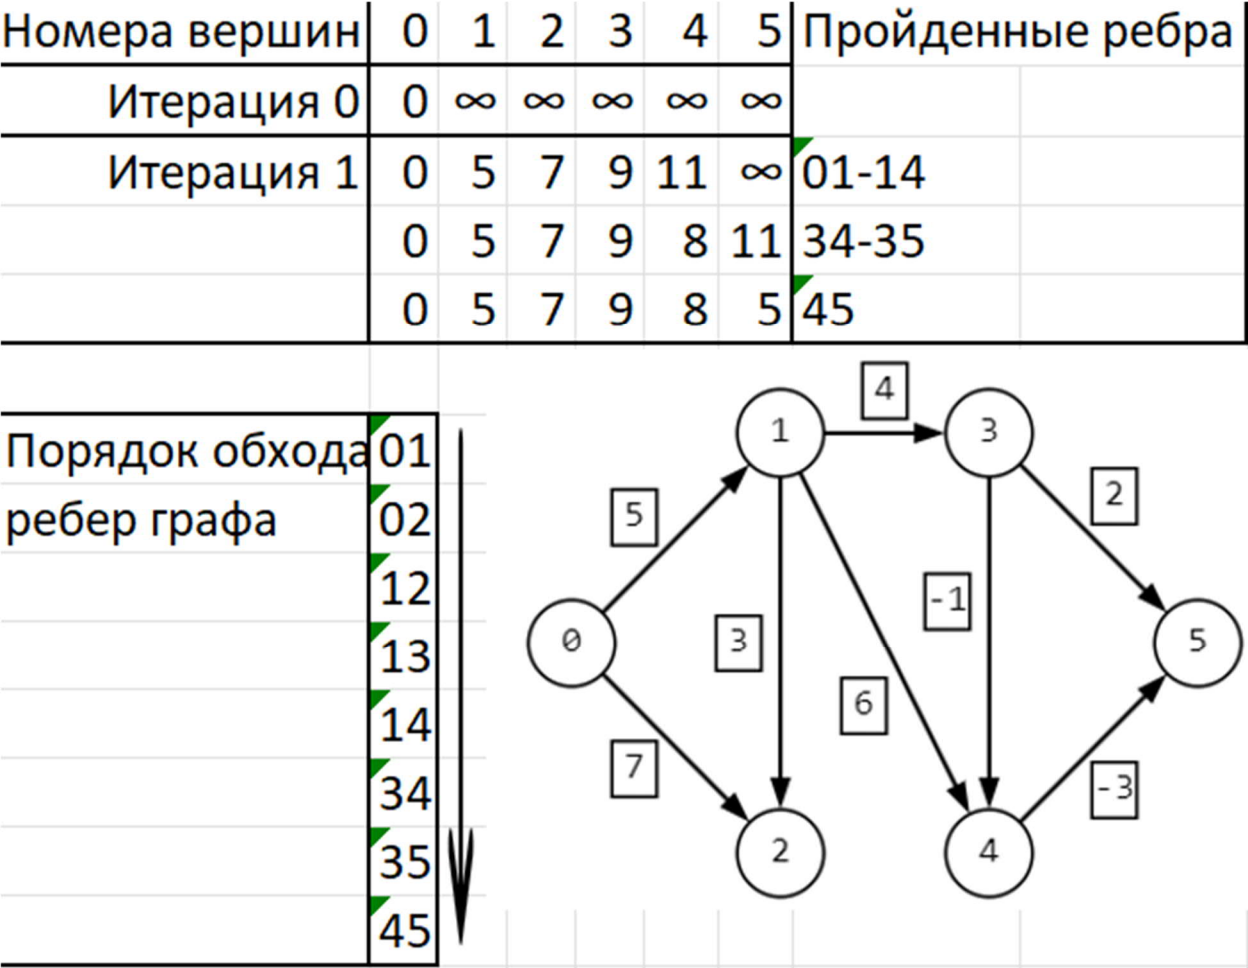 Номера вершин 0 1 2 3 4 5 Пройденные ребра
Итерация 0 0 ∞ ∞ ∞ ∞ ∞
Итерация 1 0 5 7 9 11 ∞ 01-14
0 5 7 9 8 11 34-35
0 5 7 9 8 5 45
Порядок обхода 01
ребер графа 02
12
13
14
34
35
45
4
1
3
2
5
-1
0
3
5
6
7
-3
2
4